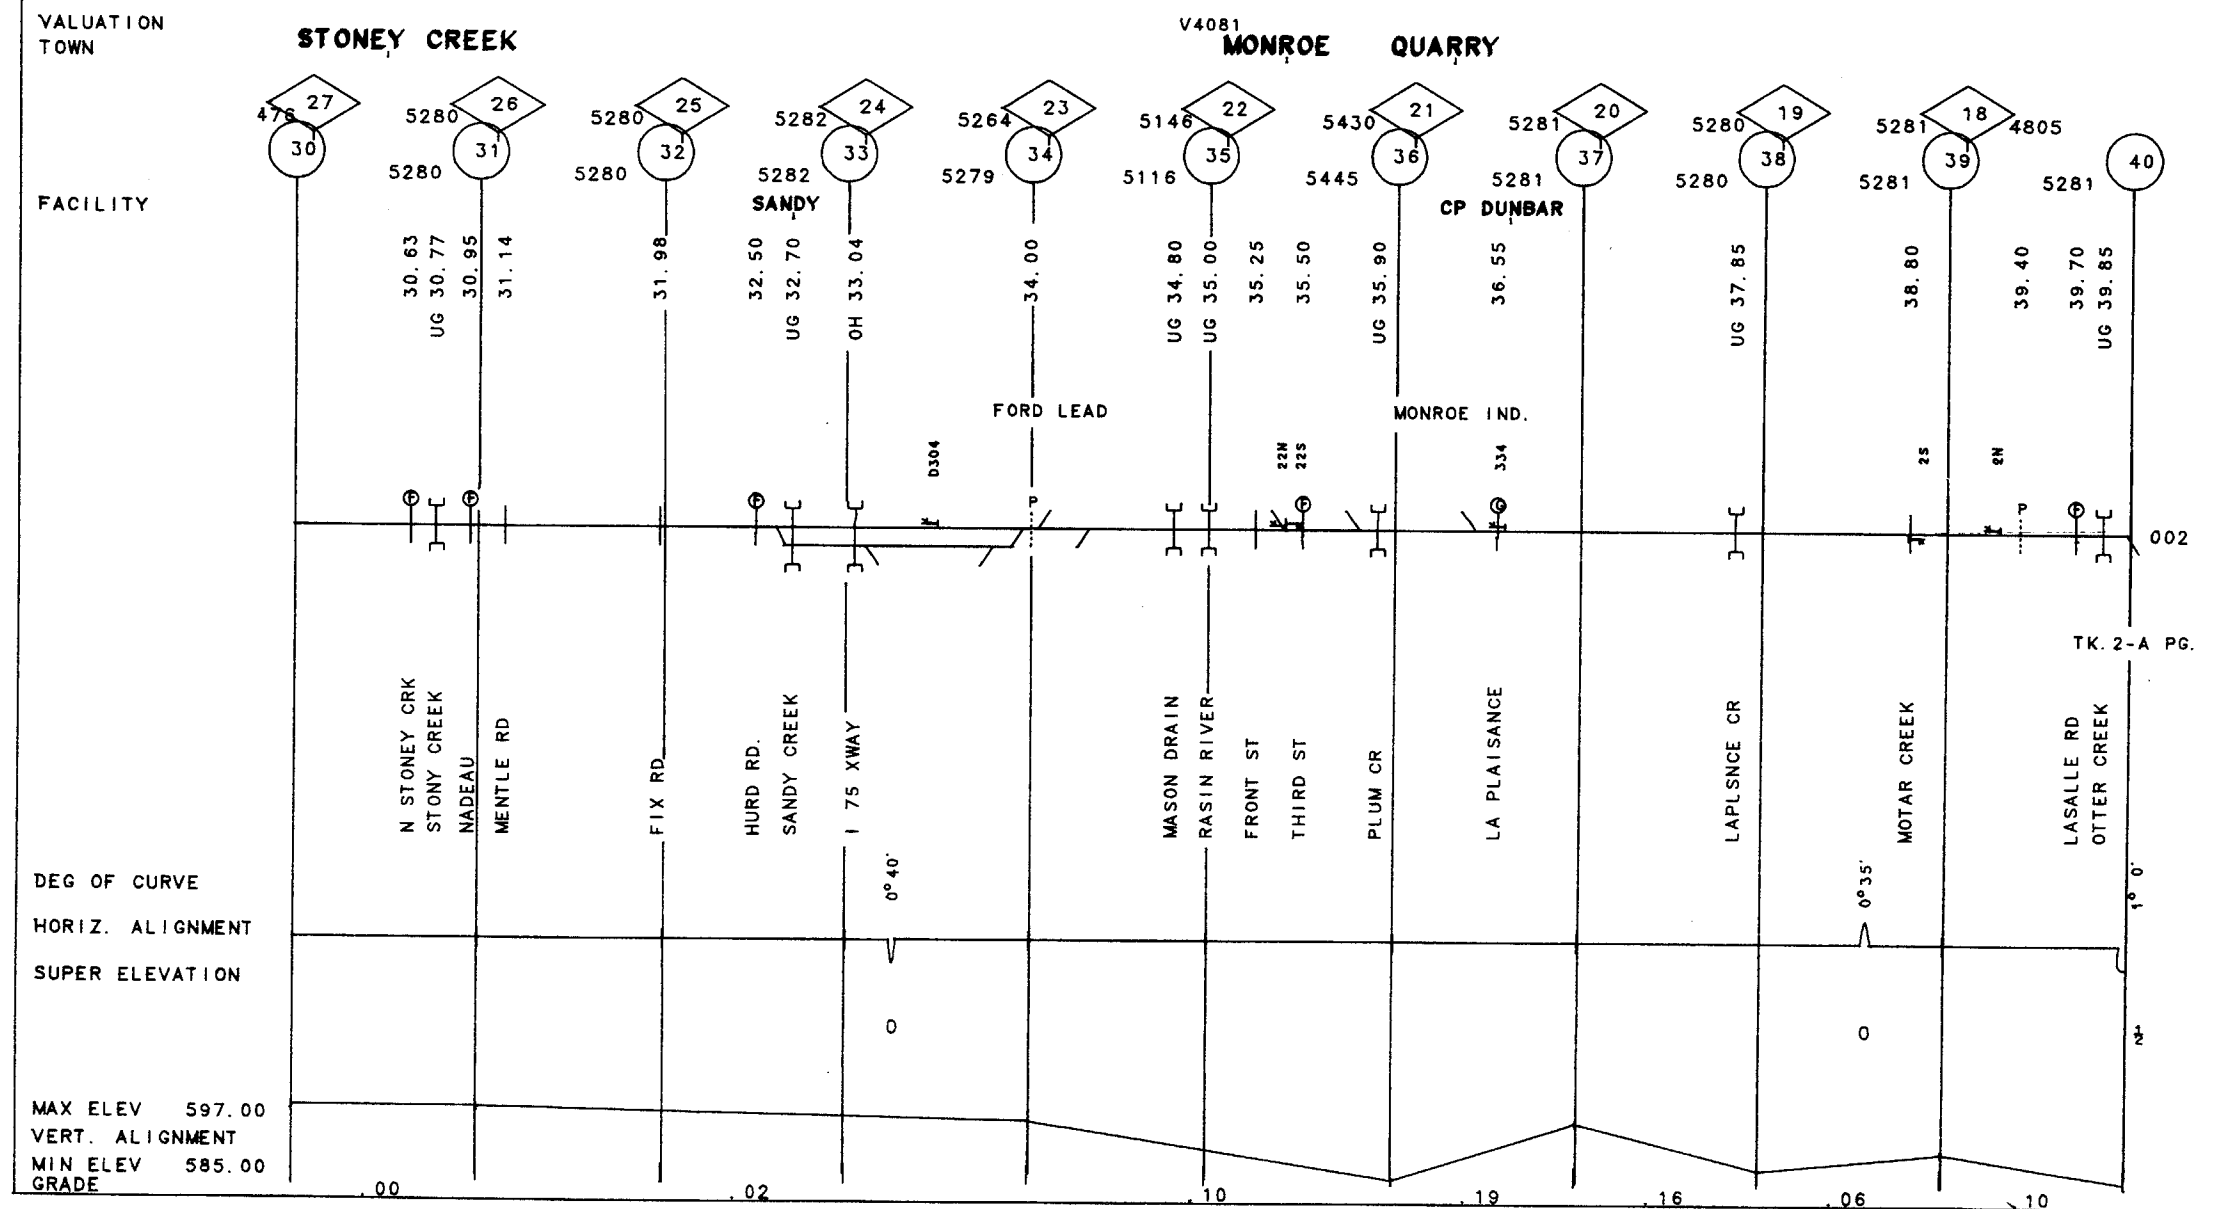 VALUATION V4081
TOWN STONEY CREEK MONROE QUARRY
27 26 25 24 23 22 21 20 19 18
476 5280 5280 5282 5264 5146 5430 5281 5280 5281 4805
30 31 32 33 34 35 36 37 38 39 40
5280 5280 5282 5279 5116 5445 5281 5280 5281 5281
FACILITY SANDY CP DUNBAR
30.63
UG 30.77
30.95
31.14
31.98
32.50
UG 32.70
OH 33.04
34.00
UG 34.80
UG 35.00
35.25
35.50
UG 35.90
36.55
UG 37.85
38.80
39.40
39.70
UG 39.85
FORD LEAD MONROE IND.
D304 22N 22S 334 2S 2N
F F F P F G P F
002
TK. 2-A PG.
N STONEY CRK
STONY CREEK
NADEAU
MENTLE RD
FIX RD
HURD RD.
SANDY CREEK
I 75 XWAY
MASON DRAIN
RASIN RIVER
FRONT ST
THIRD ST
PLUM CR
LA PLAISANCE
LAPLSNCE CR
MOTAR CREEK
LASALLE RD
OTTER CREEK
DEG OF CURVE 0°40' 0°35' 1°0'
HORIZ. ALIGNMENT
SUPER ELEVATION
0 0 ½
MAX ELEV 597.00
VERT. ALIGNMENT
MIN ELEV 585.00
GRADE .00 .02 .10 .19 .16 .06 .10